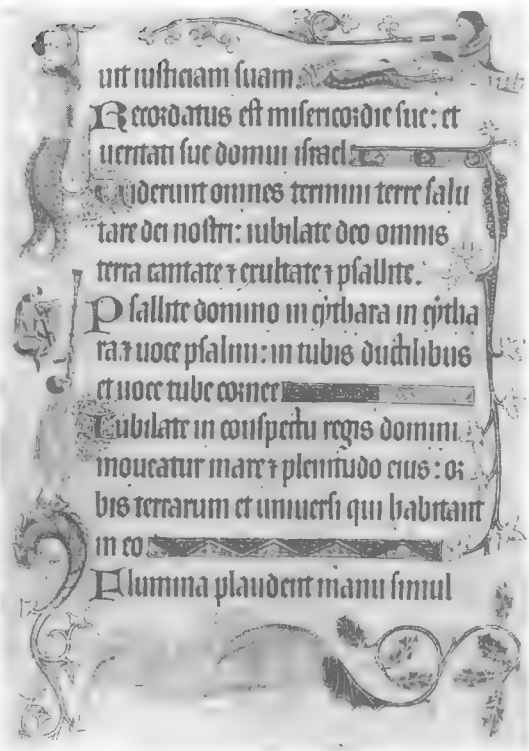 uit iusticiam suam.
Recordatus est misericordie sue: et
ueritati sue domui israel.
Uiderunt omnes termini terre salu
tare dei nostri: iubilate deo omnis
terra cantate ⁊ exultate ⁊ psallite.
Psallite domino in cythara in cytha
ra ⁊ uoce psalmi: in tubis ductilibus
et uoce tube cornee
Iubilate in conspectu regis domini
moueatur mare ⁊ plenitudo eius: or
bis terrarum et uniuersi qui habitant
in eo
Flumina plaudent manu simul